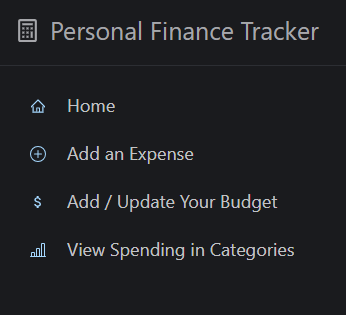 Personal Finance Tracker
Home
Add an Expense
$ Add / Update Your Budget
View Spending in Categories